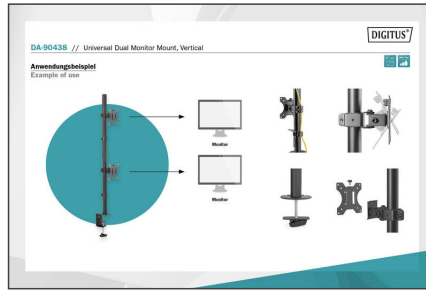 DIGITUS®
DA-90438 // Universal Dual Monitor Mount, Vertical
Anwendungsbeispiel
Example of use
Monitor
Monitor